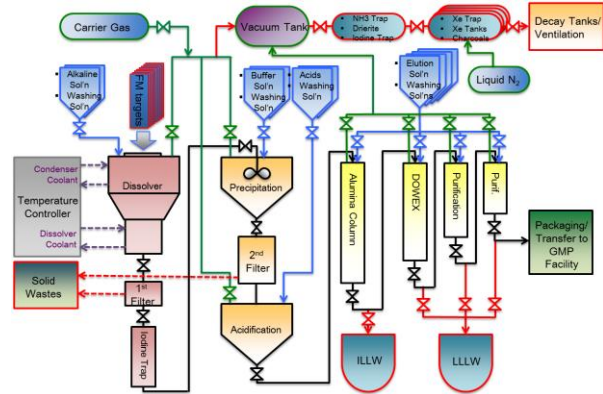 Carrier Gas
Vacuum Tank
• NH3 Trap
• Drierite
• Iodine Trap
• Xe Trap
• Xe Tanks
• Charcoals
Decay Tanks/
Ventilation
Liquid N2
• Alkaline
Sol'n
• Washing
Sol'n
FM targets
• Buffer
Sol'n
• Washing
Sol'n
• Acids
• Washing
Sol'n
• Elution
Sol'n
• Washing
Sol'ns
Condenser
Coolant
Temperature
Controller
Dissolver
Coolant
Dissolver
Precipitation
Alumina Column
DOWEX
Purification
Purif.
Packaging/
Transfer to
GMP
Facility
Solid
Wastes
1st
Filter
2nd
Filter
Iodine Trap
Acidification
ILLW
LLLW